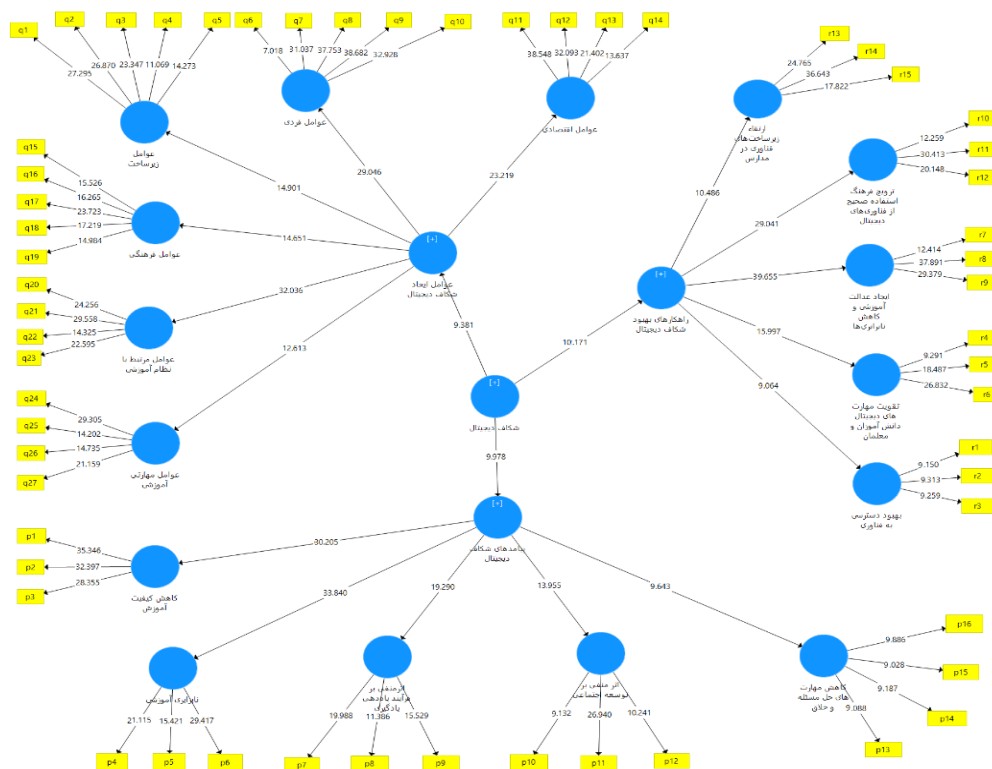 q1
q2
q3
q4
q5
q6
q7
q8
q9
q10
q11
q12
q13
q14
27.295
26.870
23.347
11.069
14.273
7.018
31.037
37.753
38.682
32.928
38.548
32.093
21.402
13.637
عوامل
زیرساخت
عوامل فردی
عوامل اقتصادی
r13
r14
r15
24.765
36.643
17.822
ارتقاء
زیرساخت‌های
فناوری در
مدارس
r10
r11
r12
12.259
30.413
20.148
ترویج فرهنگ
استفاده صحیح
از فناوری‌های
دیجیتال
q15
q16
q17
q18
q19
15.526
16.265
23.723
17.219
14.984
عوامل فرهنگی
14.901
29.046
23.219
14.651
32.036
12.613
[+]
عوامل ایجاد
شکاف دیجیتال
10.486
29.041
39.655
15.997
9.064
[+]
راهکارهای بهبود
شکاف دیجیتال
r7
r8
r9
12.414
37.891
29.379
ایجاد عدالت
آموزشی و
کاهش
نابرابری‌ها
q20
q21
q22
q23
24.256
29.558
14.325
22.595
عوامل مرتبط با
نظام آموزشی
9.381
10.171
r4
r5
r6
9.291
18.487
26.832
تقویت مهارت
های دیجیتال
دانش آموزان و
معلمان
q24
q25
q26
q27
29.305
14.202
14.735
21.159
عوامل مهارتی
آموزشی
[+]
شکاف دیجیتال
9.978
r1
r2
r3
9.150
9.313
9.259
بهبود دسترسی
به فناوری
[+]
پیامدهای شکاف
دیجیتال
p1
p2
p3
35.346
32.397
28.355
کاهش کیفیت
آموزش
30.205
33.840
19.290
13.955
9.643
نابرابری آموزشی
21.115
15.421
29.417
p4
p5
p6
اثرمنفی بر
فرآیند یاددهی
یادگیری
19.988
11.386
15.529
p7
p8
p9
اثر منفی بر
توسعه اجتماعی
9.132
26.940
10.241
p10
p11
p12
کاهش مهارت
های حل مسئله
و خلاق
9.886
9.028
9.187
9.088
p16
p15
p14
p13